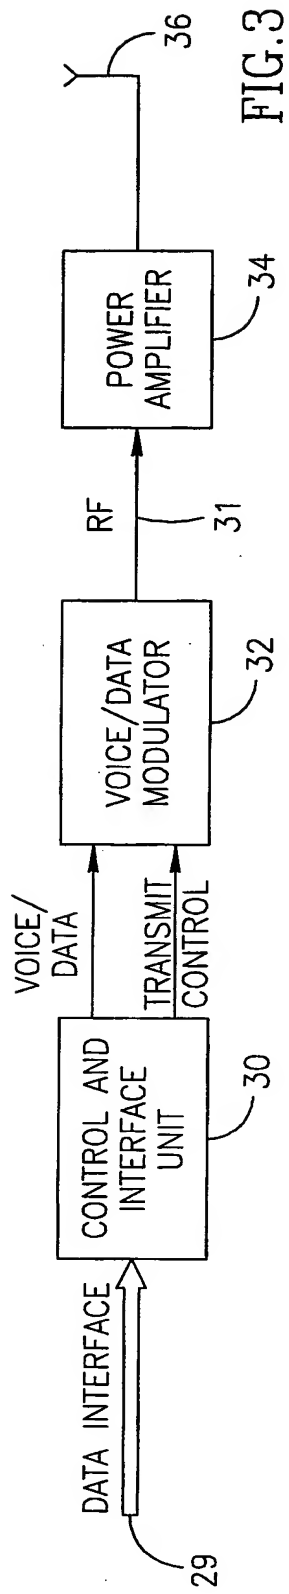 29
DATA INTERFACE
CONTROL AND
INTERFACE
UNIT
30
VOICE/
DATA
TRANSMIT
CONTROL
VOICE/DATA
MODULATOR
32
RF
31
POWER
AMPLIFIER
34
36
FIG.3